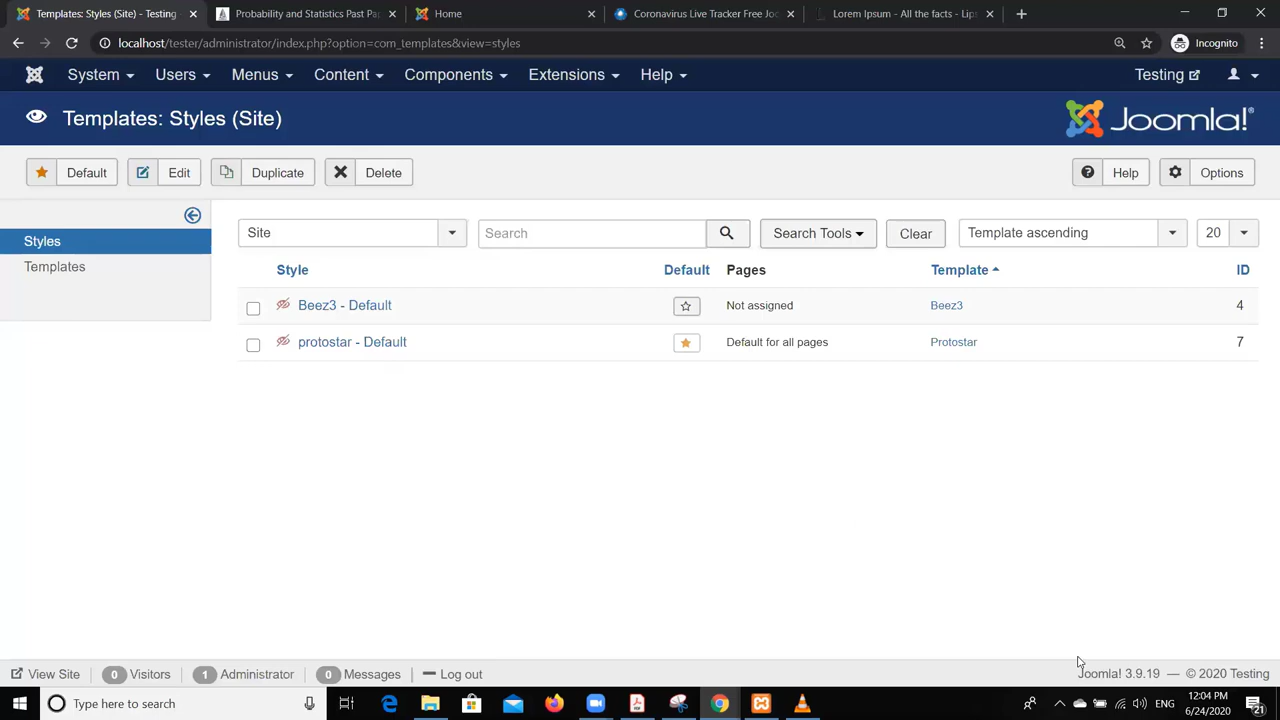 Templates: Styles (Site) - Testing
Probability and Statistics Past Pa
Home
Coronavirus Live Tracker Free Joo
Lorem Ipsum - All the facts - Lips
localhost/tester/administrator/index.php?option=com_templates&view=styles
Incognito
System Users Menus Content Components Extensions Help Testing
Templates: Styles (Site)
Joomla!®
Default Edit Duplicate Delete Help Options
Styles
Templates
Site Search Search Tools Clear Template ascending 20
Style Default Pages Template ID
Beez3 - Default Not assigned Beez3 4
protostar - Default Default for all pages Protostar 7
View Site 0 Visitors 1 Administrator 0 Messages Log out Joomla! 3.9.19 — © 2020 Testing
Type here to search
ENG
12:04 PM
6/24/2020
21